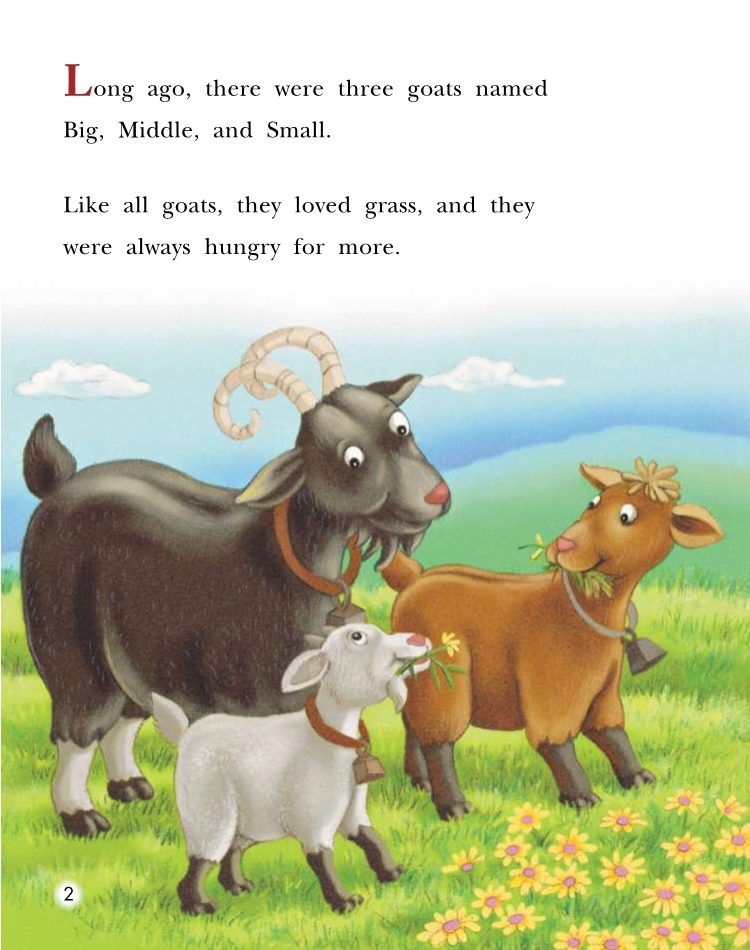 Long ago, there were three goats named
Big, Middle, and Small.
Like all goats, they loved grass, and they
were always hungry for more.
2